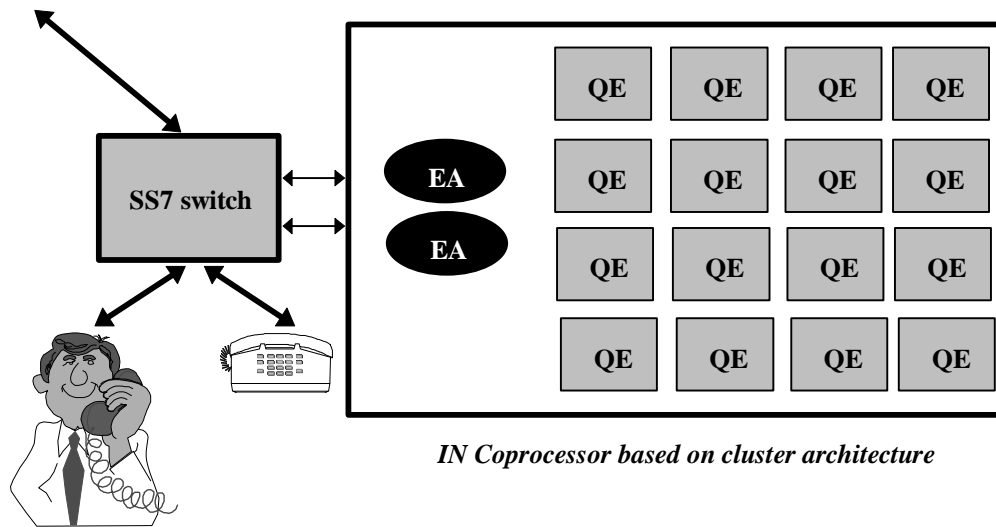 QE QE QE QE
EA
SS7 switch
QE QE QE QE
EA
QE QE QE QE
QE QE QE QE
IN Coprocessor based on cluster architecture